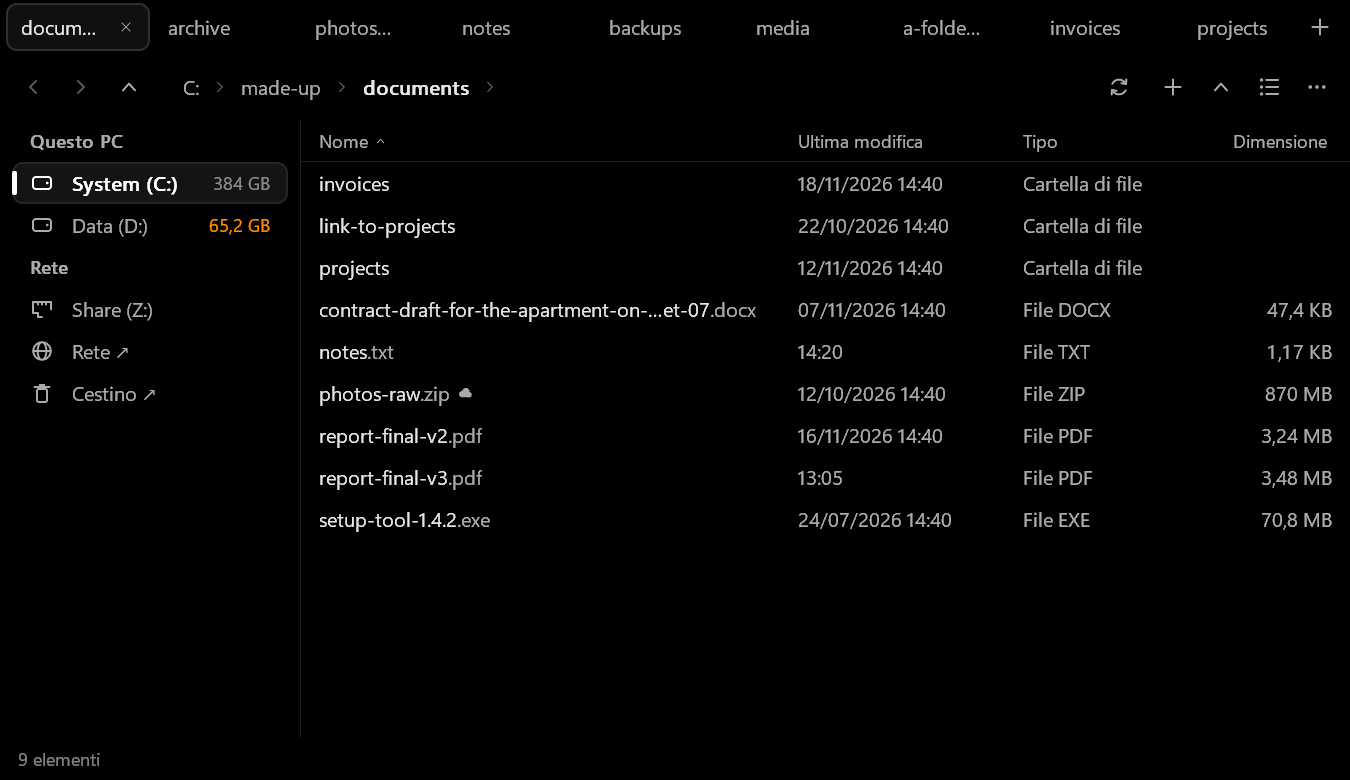 docum... archive photos... notes backups media a-folde... invoices projects
C: made-up documents
Questo PC
System (C:) 384 GB
Data (D:) 65,2 GB
Rete
Share (Z:)
Rete ↗
Cestino ↗
Nome Ultima modifica Tipo Dimensione
invoices 18/11/2026 14:40 Cartella di file
link-to-projects 22/10/2026 14:40 Cartella di file
projects 12/11/2026 14:40 Cartella di file
contract-draft-for-the-apartment-on-...et-07.docx 07/11/2026 14:40 File DOCX 47,4 KB
notes.txt 14:20 File TXT 1,17 KB
photos-raw.zip 12/10/2026 14:40 File ZIP 870 MB
report-final-v2.pdf 16/11/2026 14:40 File PDF 3,24 MB
report-final-v3.pdf 13:05 File PDF 3,48 MB
setup-tool-1.4.2.exe 24/07/2026 14:40 File EXE 70,8 MB
9 elementi